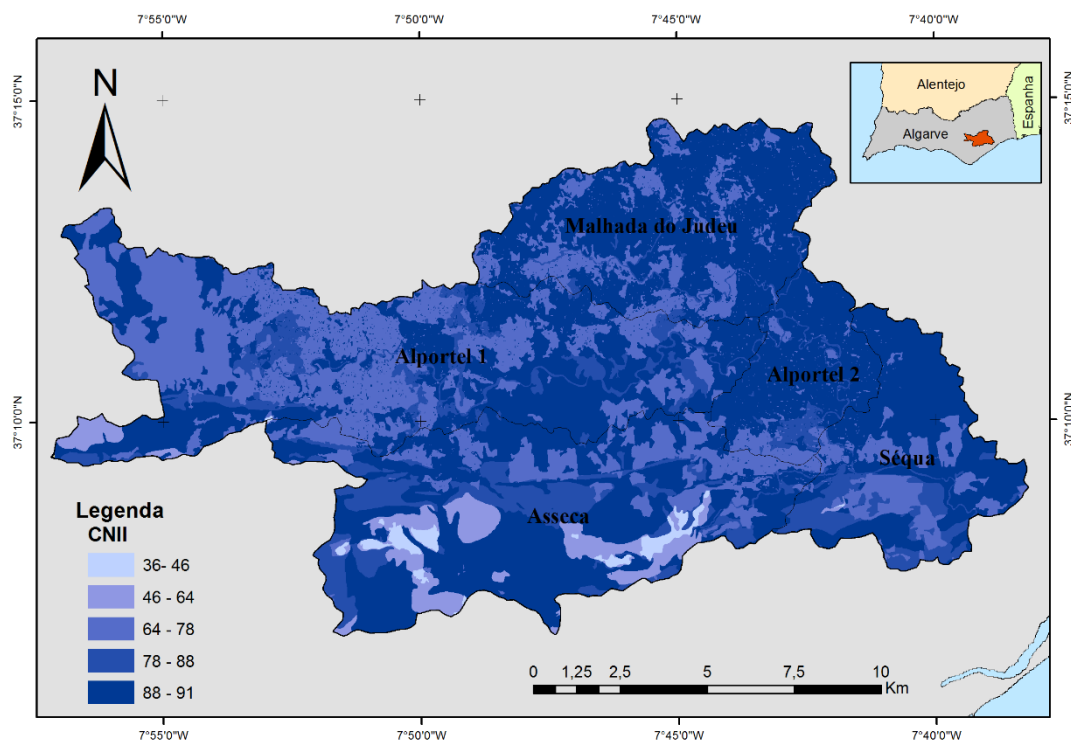 7°55'0"W 7°50'0"W 7°45'0"W 7°40'0"W
37°15'0"N
37°15'0"N
N
Alentejo
Espanha
Algarve
Malhada do Judeu
Alportel 1
Alportel 2
37°10'0"N
37°10'0"N
Séqua
Asseca
Legenda
CNII
36- 46
46 - 64
64 - 78
78 - 88
88 - 91
0 1,25 2,5 5 7,5 10
Km
7°55'0"W 7°50'0"W 7°45'0"W 7°40'0"W